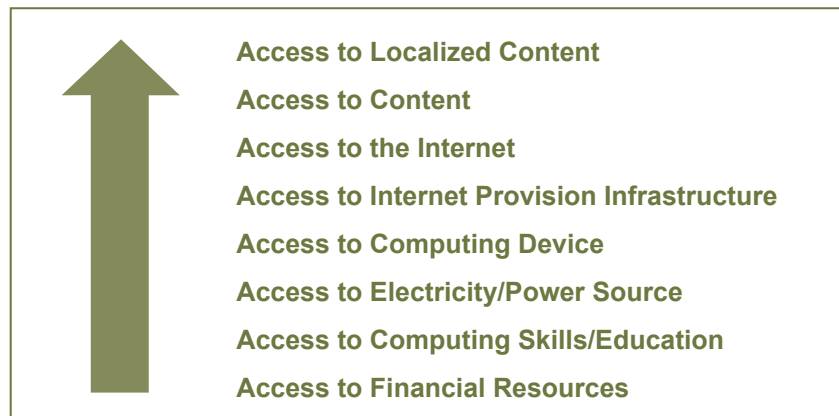 Access to Localized Content
Access to Content
Access to the Internet
Access to Internet Provision Infrastructure
Access to Computing Device
Access to Electricity/Power Source
Access to Computing Skills/Education
Access to Financial Resources